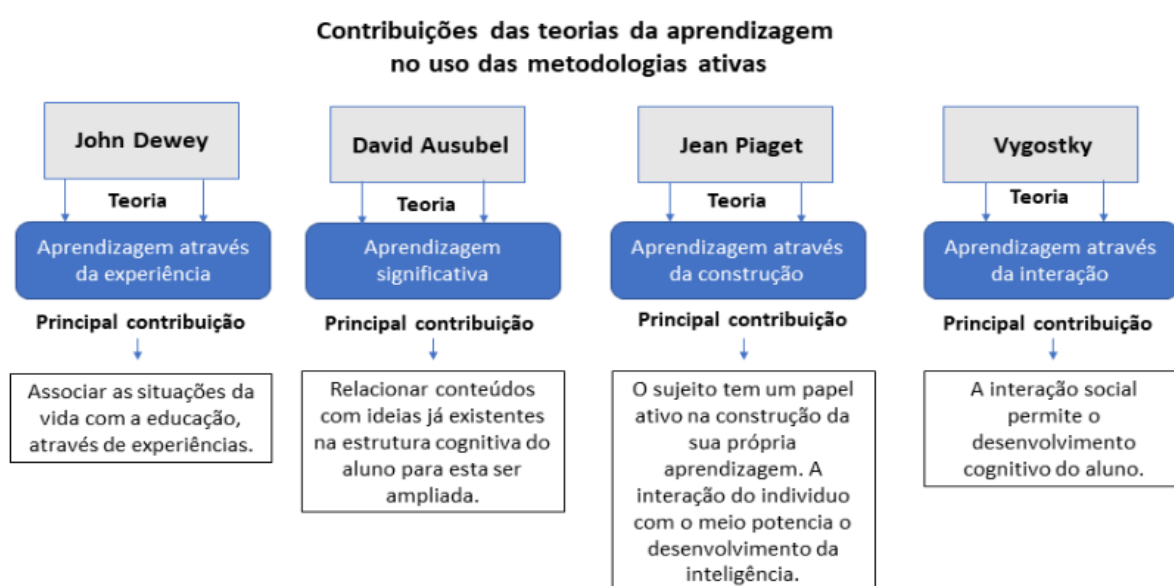 Contribuições das teorias da aprendizagem
no uso das metodologias ativas
John Dewey
Teoria
Aprendizagem através
da experiência
Principal contribuição
Associar as situações da
vida com a educação,
através de experiências.
David Ausubel
Teoria
Aprendizagem
significativa
Principal contribuição
Relacionar conteúdos
com ideias já existentes
na estrutura cognitiva do
aluno para esta ser
ampliada.
Jean Piaget
Teoria
Aprendizagem através
da construção
Principal contribuição
O sujeito tem um papel
ativo na construção da
sua própria
aprendizagem. A
interação do individuo
com o meio potencia o
desenvolvimento da
inteligência.
Vygostky
Teoria
Aprendizagem através
da interação
Principal contribuição
A interação social
permite o
desenvolvimento
cognitivo do aluno.